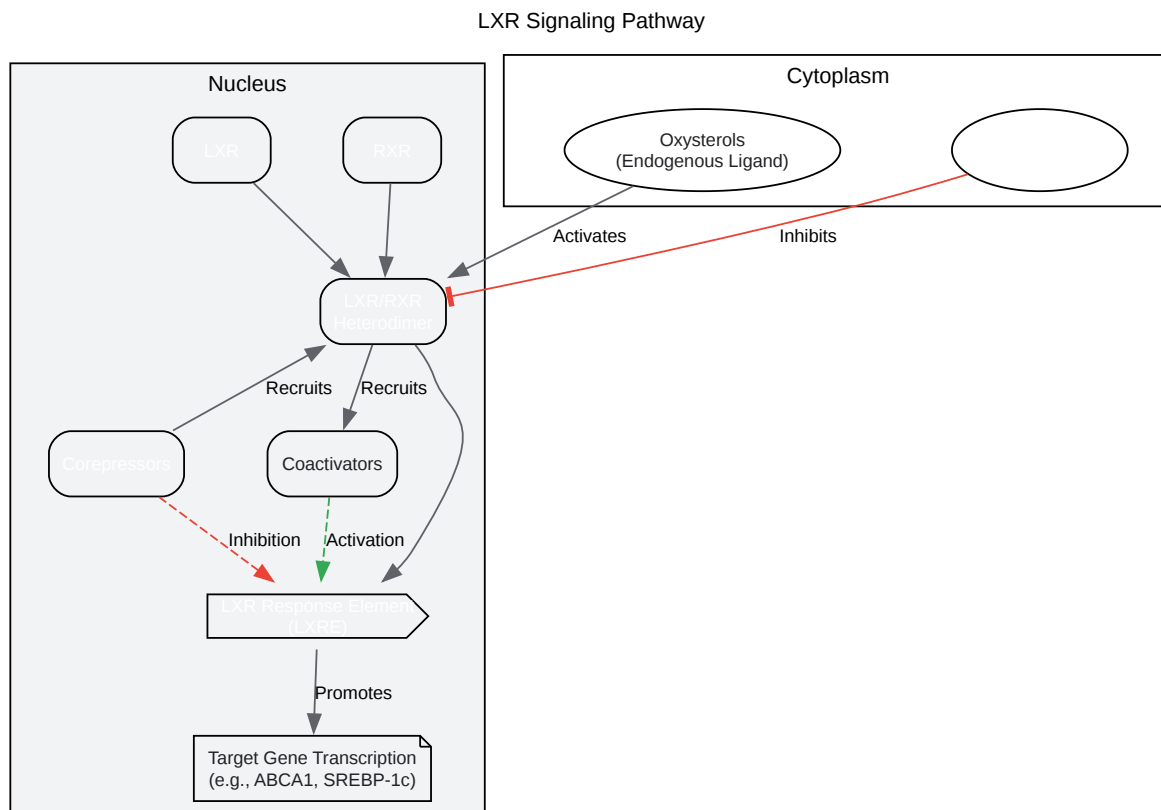 LXR Signaling Pathway
Nucleus
Cytoplasm
LXR
RXR
Oxysterols
(Endogenous Ligand)
Activates
Inhibits
LXR/RXR
Heterodimer
Recruits
Recruits
Corepressors
Coactivators
Inhibition
Activation
LXR Response Element
(LXRE)
Promotes
Target Gene Transcription
(e.g., ABCA1, SREBP-1c)